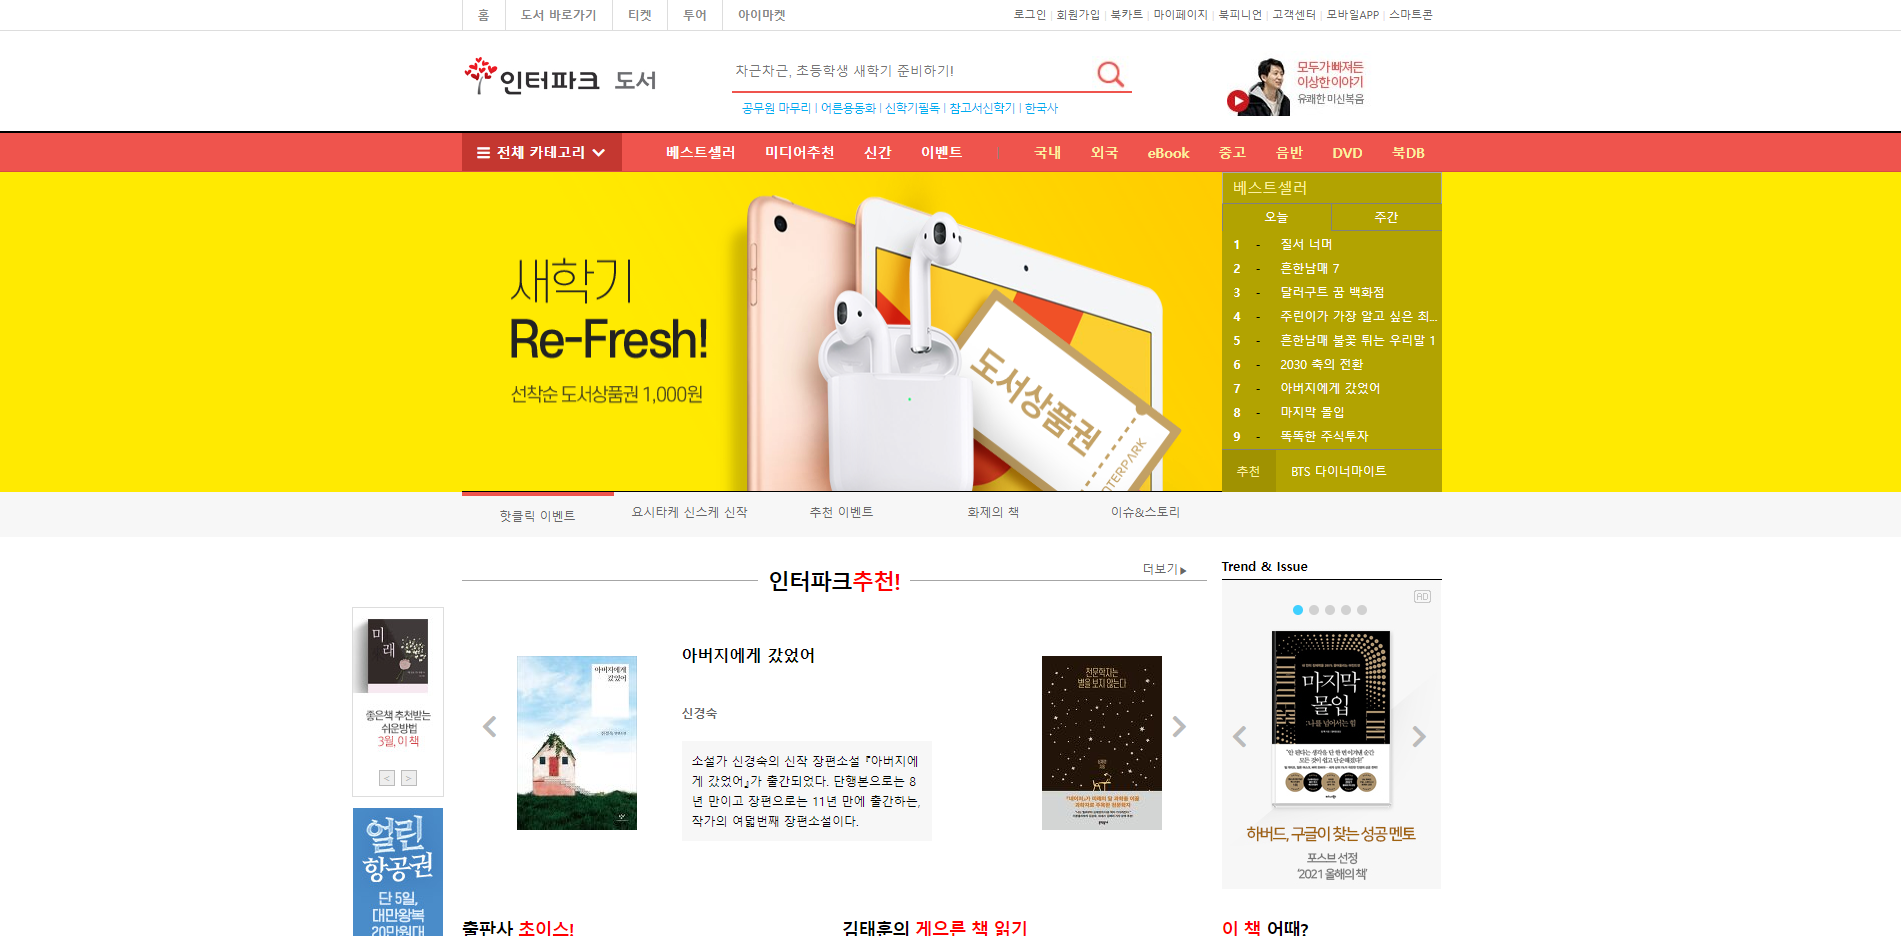 홈 도서 바로가기 티켓 투어 아이마켓
로그인 | 회원가입 | 북카트 | 마이페이지 | 북피니언 | 고객센터 | 모바일APP | 스마트콘
인터파크 도서
차근차근, 초등학생 새학기 준비하기!
공무원 마무리 | 어른용동화 | 신학기필독 | 참고서신학기 | 한국사
모두가 빠져든
이상한 이야기
유쾌한 미신복음
전체 카테고리 베스트셀러 미디어추천 신간 이벤트 | 국내 외국 eBook 중고 음반 DVD 북DB
새학기
Re-Fresh!
선착순 도서상품권 1,000원
도서상품권
INTERPARK
베스트셀러
오늘 주간
1 - 질서 너머
2 - 흔한남매 7
3 - 달러구트 꿈 백화점
4 - 주린이가 가장 알고 싶은 최...
5 - 흔한남매 불꽃 튀는 우리말 1
6 - 2030 축의 전환
7 - 아버지에게 갔었어
8 - 마지막 몰입
9 - 똑똑한 주식투자
추천 BTS 다이너마이트
핫클릭 이벤트 요시타케 신스케 신작 추천 이벤트 화제의 책 이슈&스토리
인터파크추천!
더보기▶
아버지에게
갔었어
아버지에게 갔었어
신경숙
소설가 신경숙의 신작 장편소설 『아버지에
게 갔었어』가 출간되었다. 단행본으로는 8
년 만이고 장편으로는 11년 만에 출간하는,
작가의 여덟번째 장편소설이다.
천문학자는
별을 보지 않는다
Trend & Issue
AD
마지막
몰입
:나를 넘어서는 힘
하버드, 구글이 찾는 성공 멘토
포스브 선정
'2021 올해의 책'
미래
좋은책 추천받는
쉬운방법
3월, 이 책
< >
얼린
항공권
단 5일,
대만왕복
20만원대
출판사 초이스!
김태훈의 게으른 책 읽기
이 책 어때?